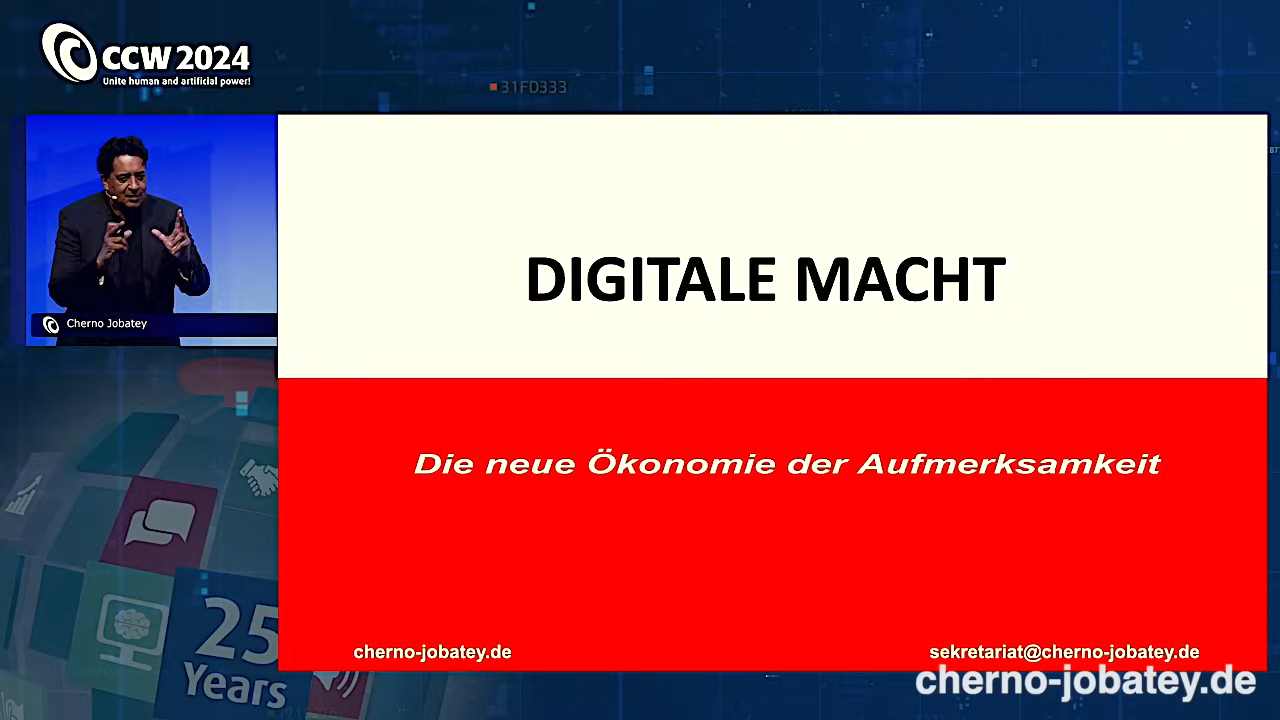 CCW 2024
Unite human and artificial power!
31FD333
Cherno Jobatey
DIGITALE MACHT
Die neue Ökonomie der Aufmerksamkeit
25
Years
cherno-jobatey.de
sekretariat@cherno-jobatey.de
cherno-jobatey.de